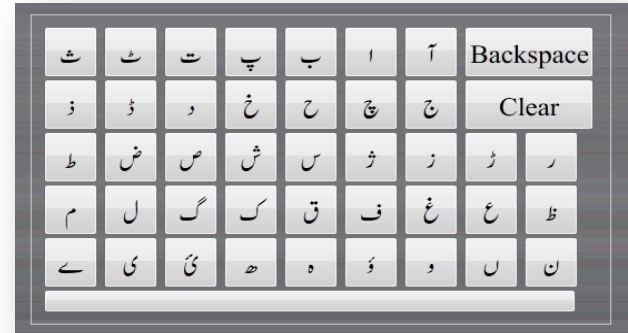 Backspace آ ا ب پ ت ٹ ث
Clear ج چ ح خ د ڈ ذ
ر ڑ ز ژ س ش ص ض ط
ظ ع غ ف ق ک گ ل م
ن ں و ؤ ہ ھ ئ ی ے